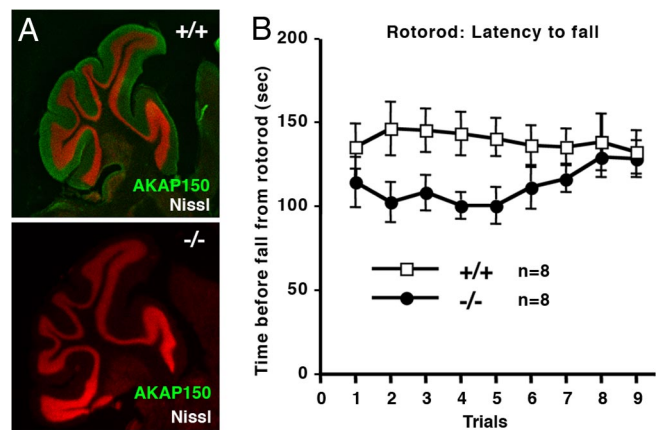 A
+/+
AKAP150
Nissl
-/-
AKAP150
Nissl
B
Rotorod: Latency to fall
Time before fall from rotorod (sec)
200
150
100
50
0
+/+ n=8
-/- n=8
0 1 2 3 4 5 6 7 8 9
Trials